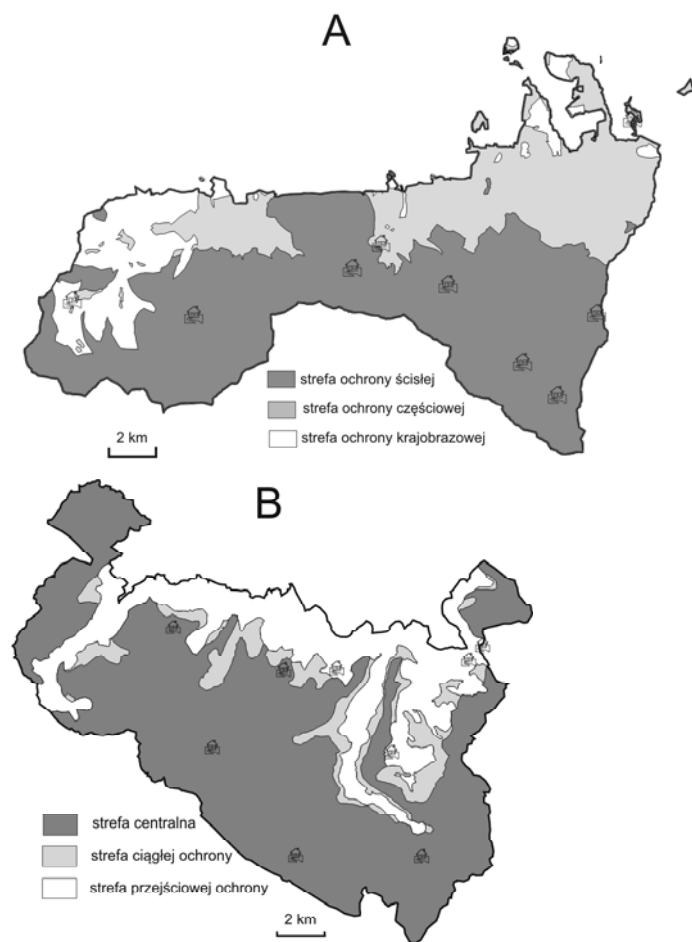 A
strefa ochrony ścisłej
strefa ochrony częściowej
strefa ochrony krajobrazowej
2 km
B
strefa centralna
strefa ciągłej ochrony
strefa przejściowej ochrony
2 km